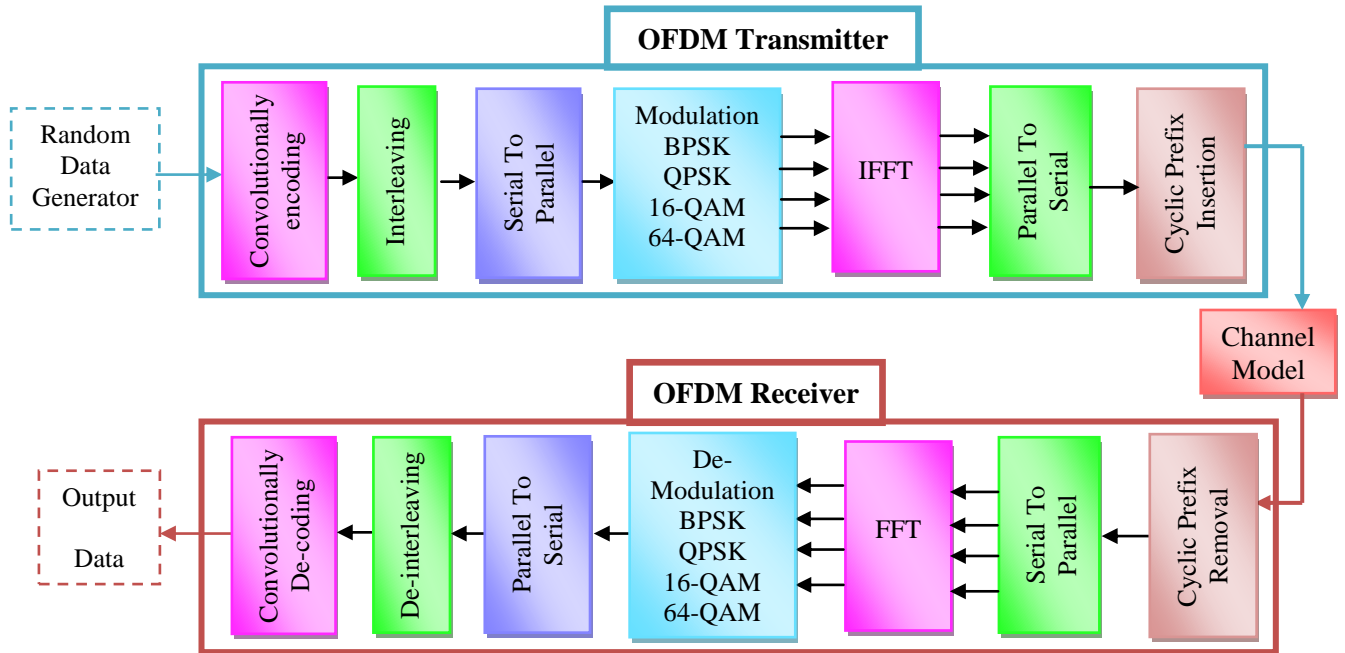 OFDM Transmitter
Random
Data
Generator
Convolutionally
encoding
Interleaving
Serial To
Parallel
Modulation
BPSK
QPSK
16-QAM
64-QAM
IFFT
Parallel To
Serial
Cyclic Prefix
Insertion
Channel
Model
OFDM Receiver
Output
Data
Convolutionally
De-coding
De-interleaving
Parallel To
Serial
De-
Modulation
BPSK
QPSK
16-QAM
64-QAM
FFT
Serial To
Parallel
Cyclic Prefix
Removal